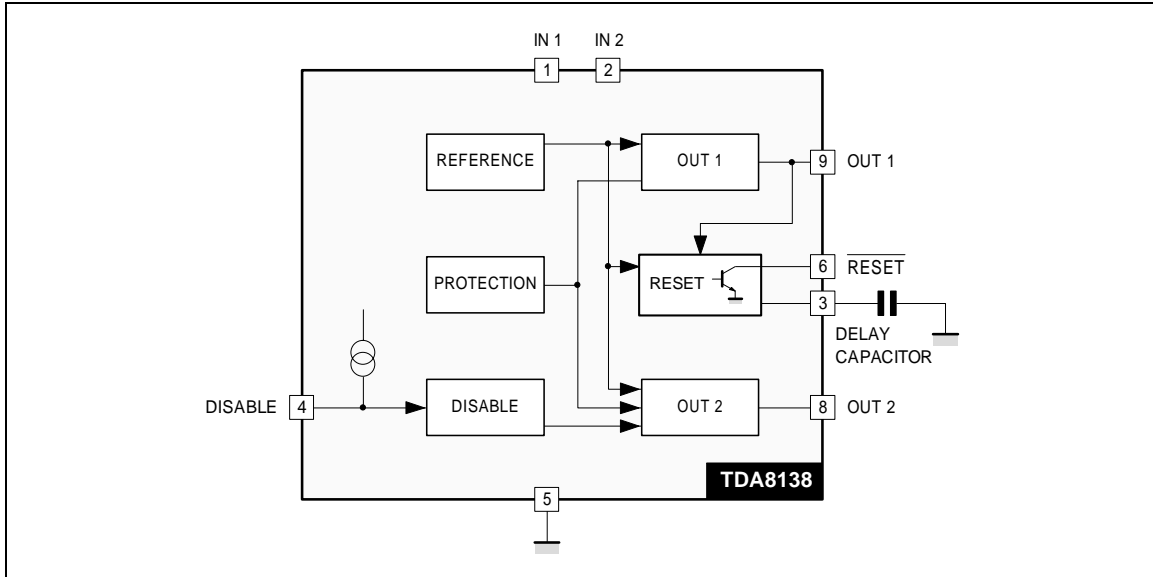 IN 1 IN 2
1 2
REFERENCE OUT 1 9 OUT 1
PROTECTION RESET 6 RESET
3
DELAY
CAPACITOR
DISABLE 4 DISABLE OUT 2 8 OUT 2
TDA8138
5